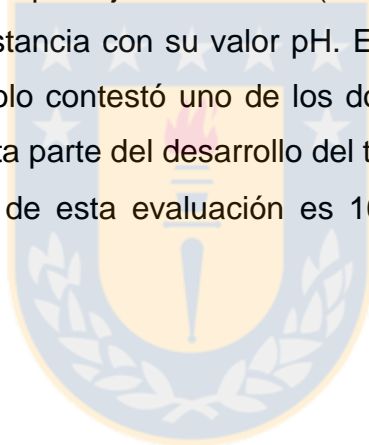 stancia con su valor pH. E
olo contestó uno de los do
ta parte del desarrollo del t
de esta evaluación es 10